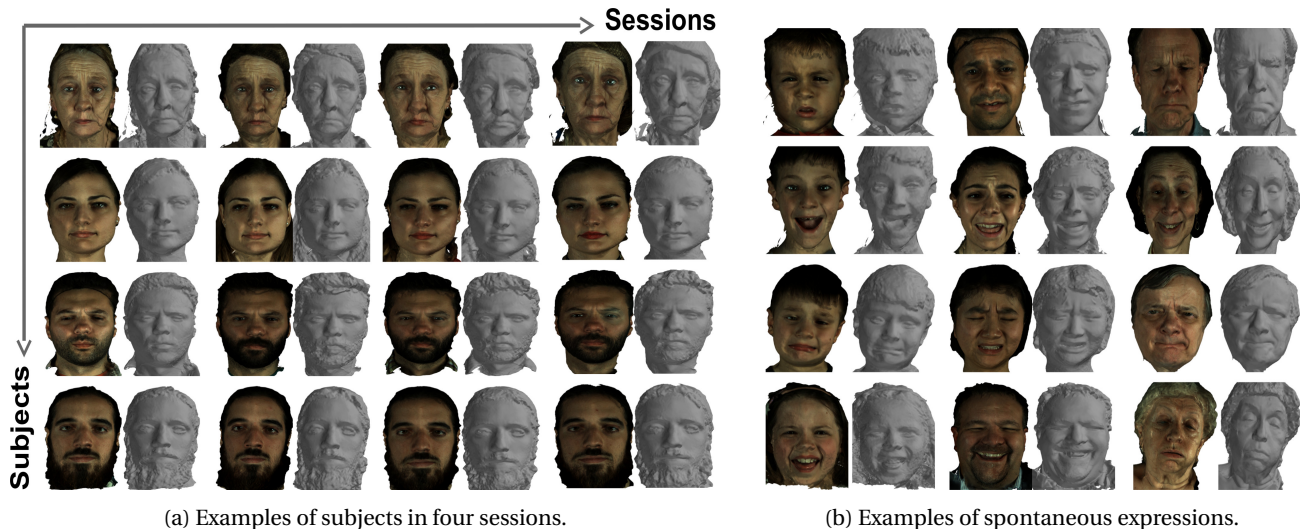 Sessions
Subjects
(a) Examples of subjects in four sessions.
(b) Examples of spontaneous expressions.